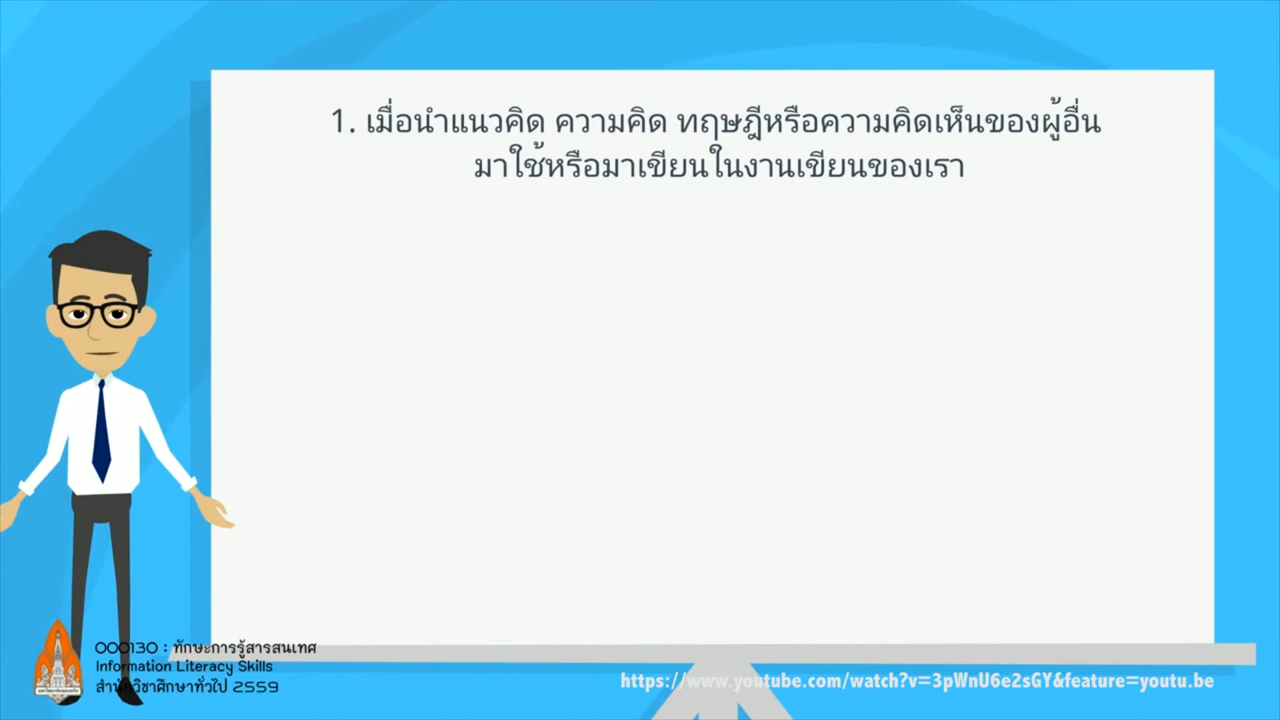 1. เมื่อนำแนวคิด ความคิด ทฤษฎีหรือความคิดเห็นของผู้อื่น
มาใช้หรือมาเขียนในงานเขียนของเรา
000130 : ทักษะการรู้สารสนเทศ
Information Literacy Skills
สำนักวิชาศึกษาทั่วไป 2559
https://www.youtube.com/watch?v=3pWnU6e2sGY&feature=youtu.be